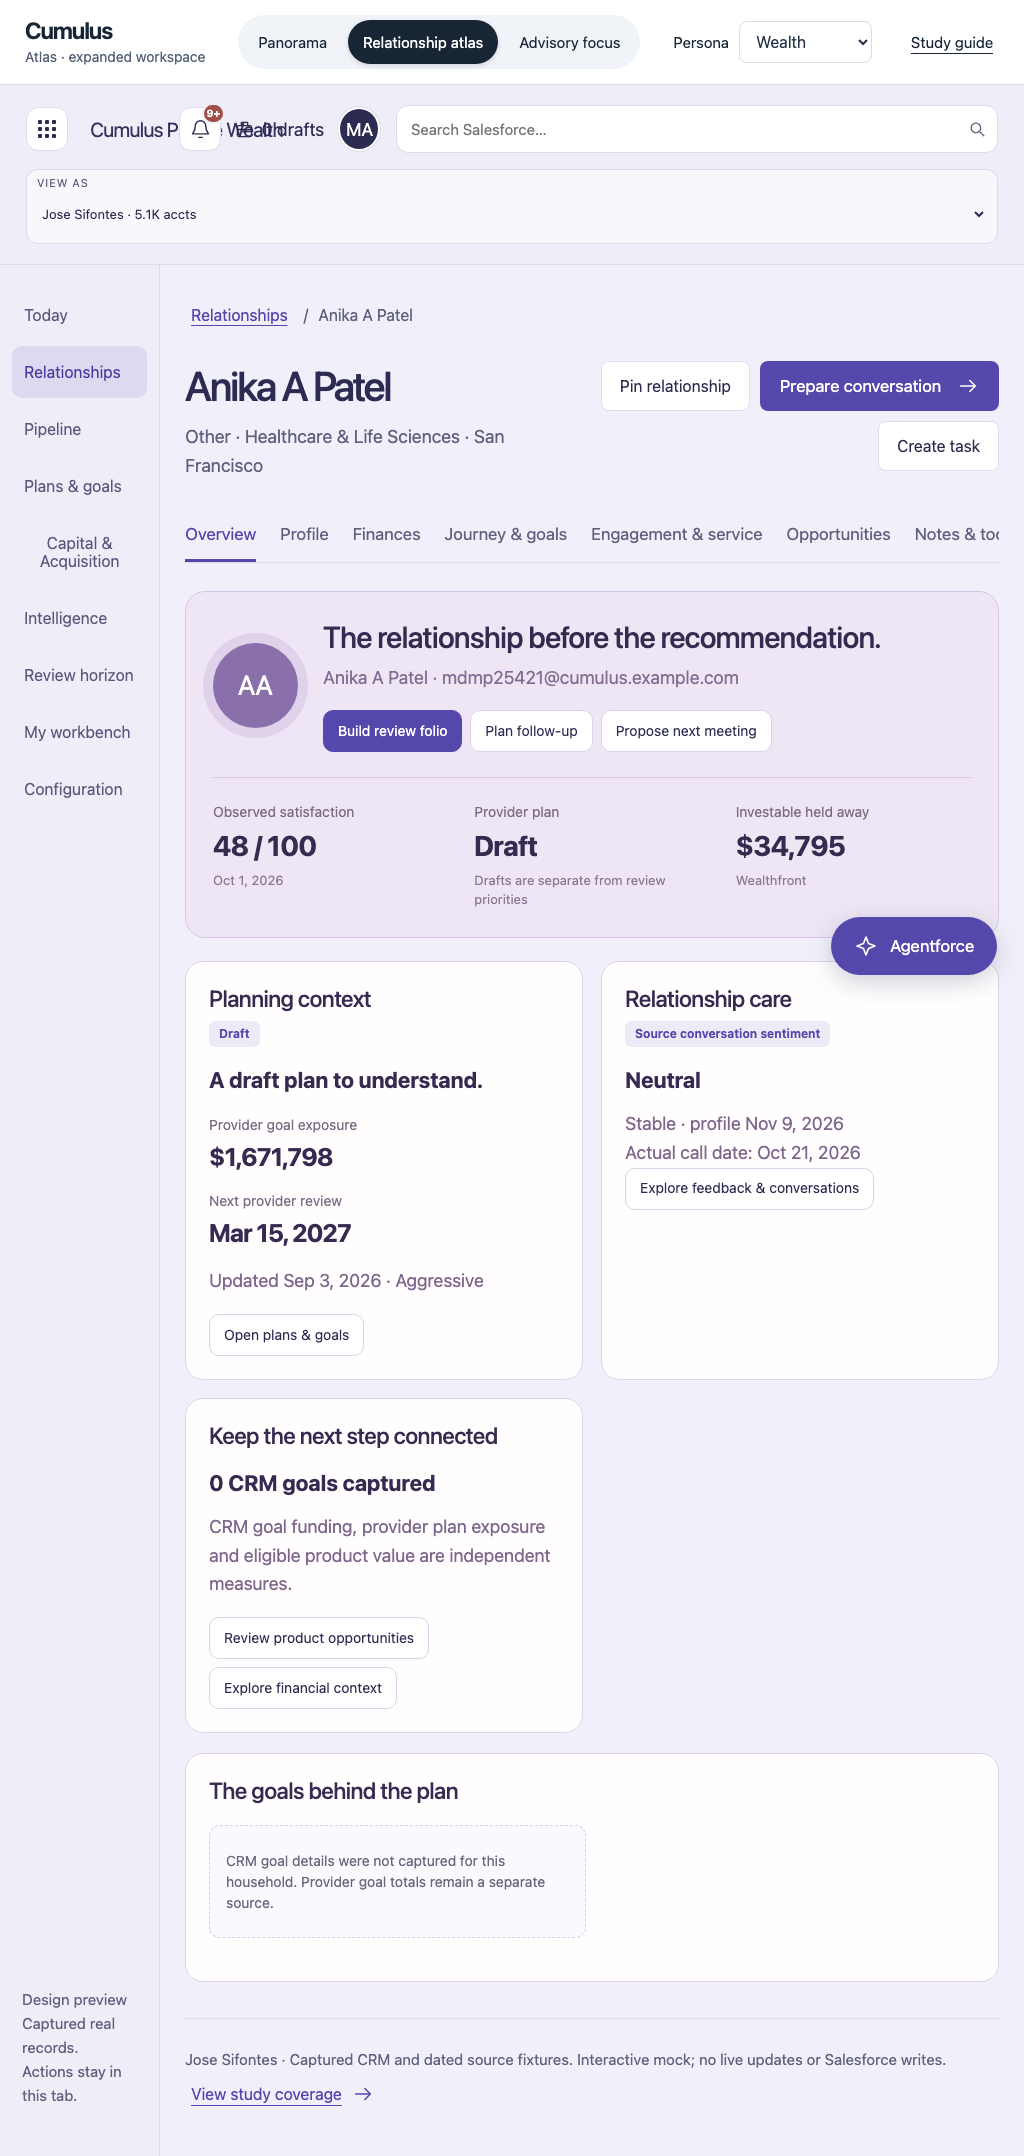 Cumulus
Atlas · expanded workspace
Panorama
Relationship atlas
Advisory focus
Persona
Wealth
Study guide
Cumulus P
Wealth
9+
drafts
MA
Search Salesforce...
VIEW AS
Jose Sifontes · 5.1K accts
Today
Relationships
Pipeline
Plans & goals
Capital &
Acquisition
Intelligence
Review horizon
My workbench
Configuration
Relationships / Anika A Patel
Anika A Patel
Other · Healthcare & Life Sciences · San
Francisco
Pin relationship
Prepare conversation
Create task
Overview
Profile
Finances
Journey & goals
Engagement & service
Opportunities
Notes & too
AA
The relationship before the recommendation.
Anika A Patel · mdmp25421@cumulus.example.com
Build review folio
Plan follow-up
Propose next meeting
Observed satisfaction
48 / 100
Oct 1, 2026
Provider plan
Draft
Drafts are separate from review
priorities
Investable held away
$34,795
Wealthfront
Agentforce
Planning context
Draft
A draft plan to understand.
Provider goal exposure
$1,671,798
Next provider review
Mar 15, 2027
Updated Sep 3, 2026 · Aggressive
Open plans & goals
Relationship care
Source conversation sentiment
Neutral
Stable · profile Nov 9, 2026
Actual call date: Oct 21, 2026
Explore feedback & conversations
Keep the next step connected
0 CRM goals captured
CRM goal funding, provider plan exposure
and eligible product value are independent
measures.
Review product opportunities
Explore financial context
The goals behind the plan
CRM goal details were not captured for this
household. Provider goal totals remain a separate
source.
Design preview
Captured real
records.
Actions stay in
this tab.
Jose Sifontes · Captured CRM and dated source fixtures. Interactive mock; no live updates or Salesforce writes.
View study coverage